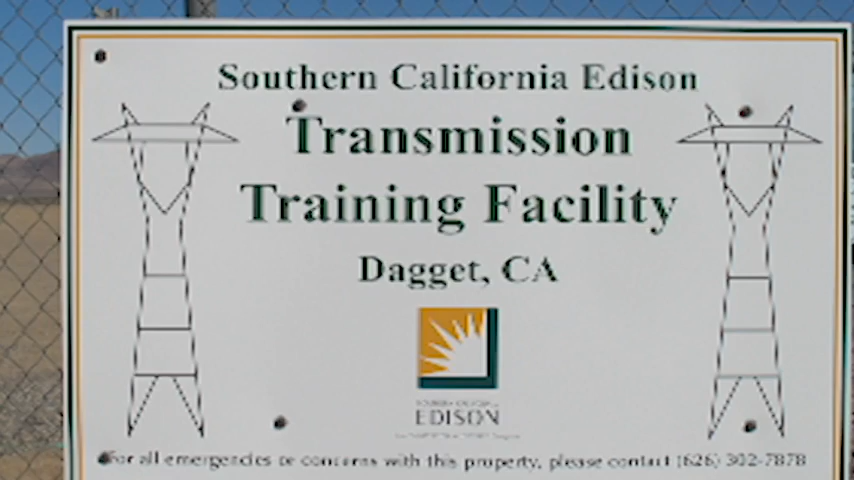 Southern California Edison
Transmission
Training Facility
Dagget, CA
EDISON
For all emergencies or concerns with this property, please contact (626) 302-7878